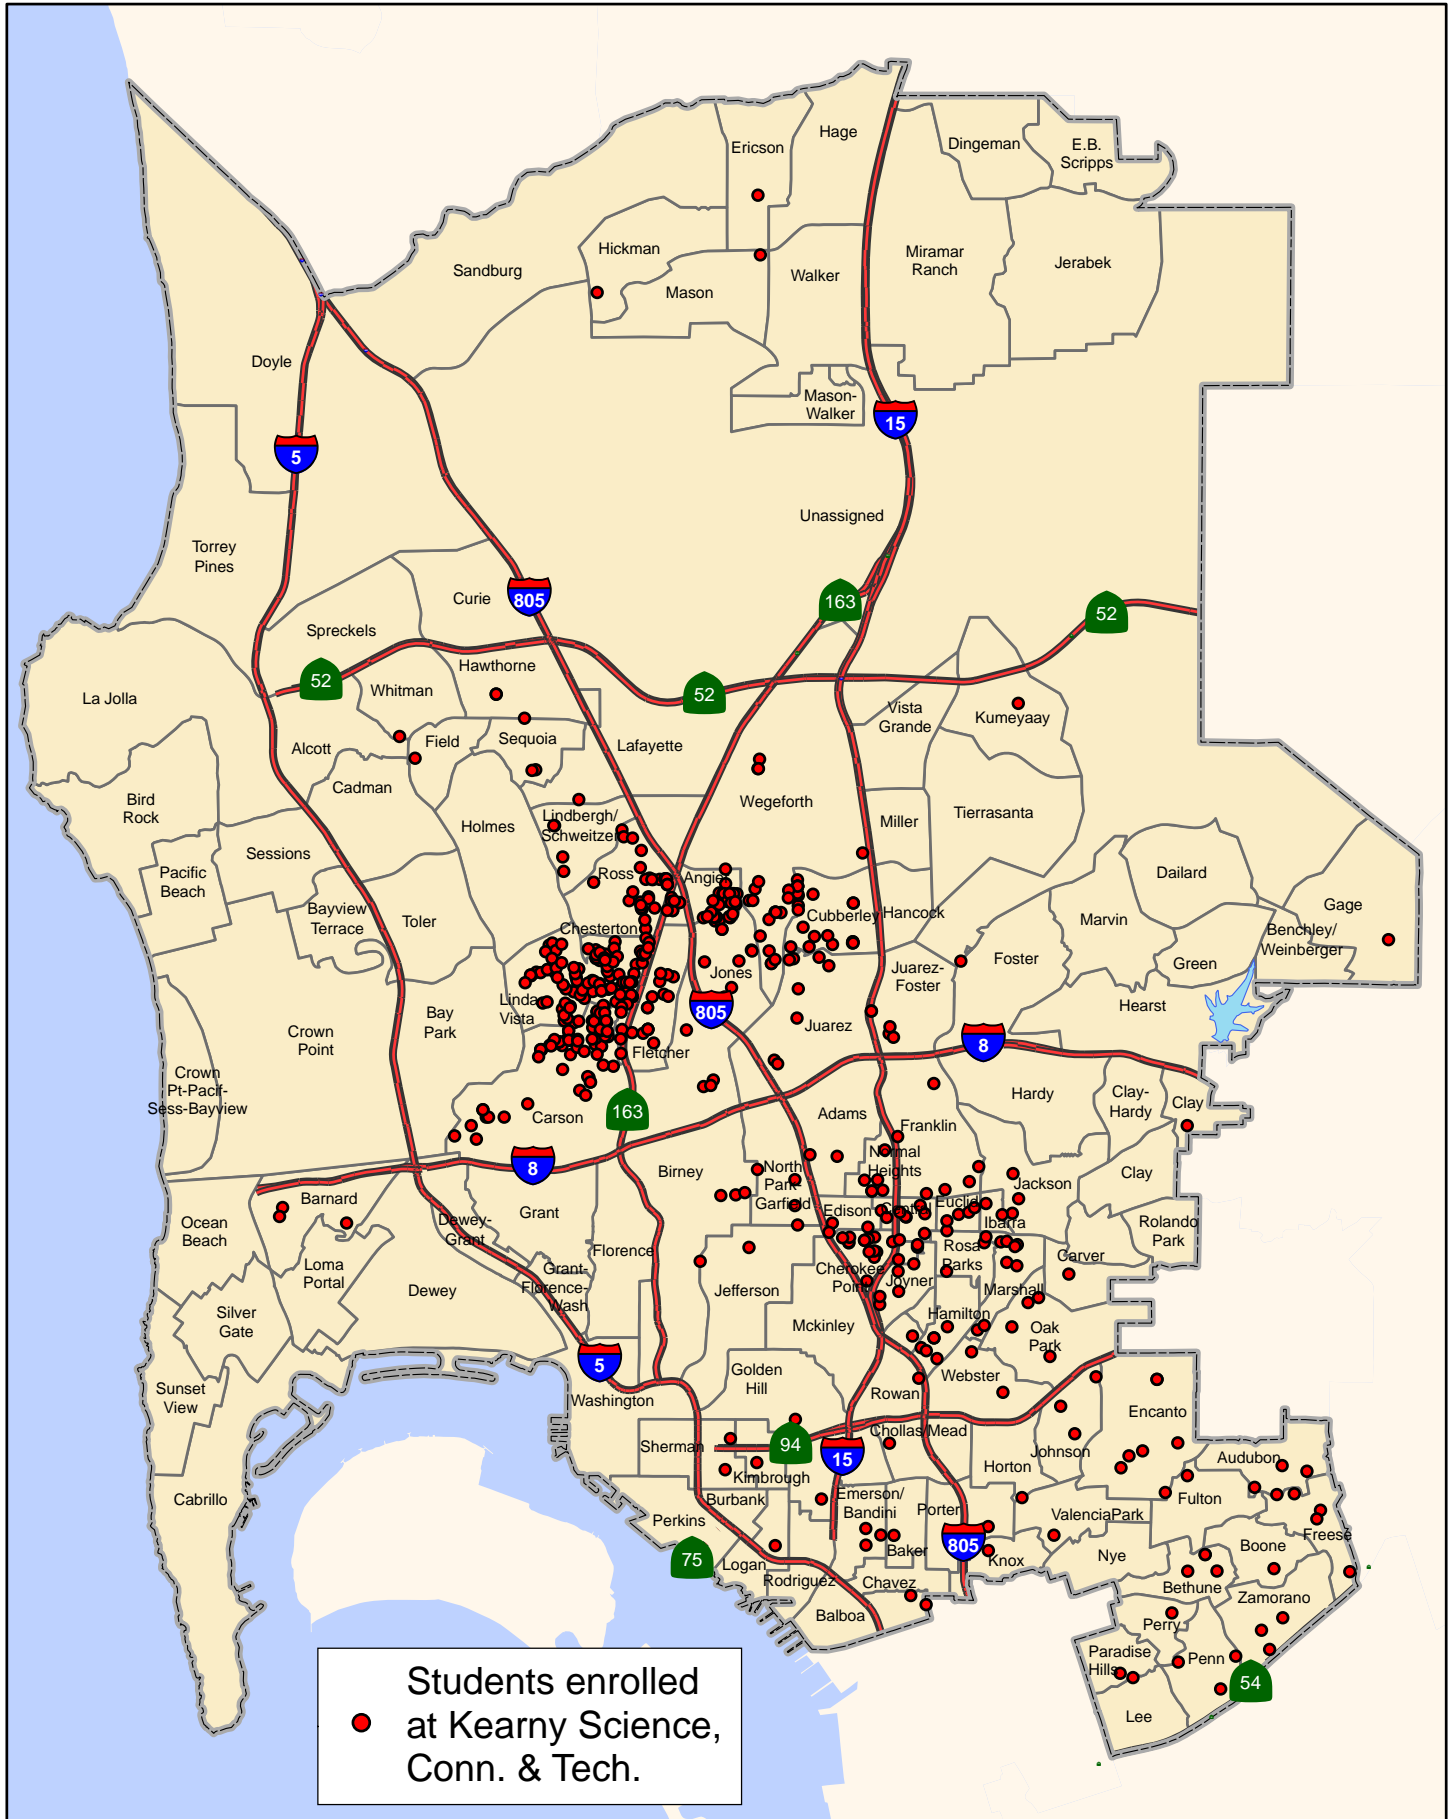 Hage
Ericson
Dingeman
E.B.
Scripps
Hickman
Sandburg
Mason
Walker
Miramar
Ranch
Jerabek
Doyle
Mason-
Walker
15
5
Unassigned
Torrey
Pines
Curie
805
163
52
Spreckels
Hawthorne
52
Whitman
52
La Jolla
Vista
Grande
Kumeyaay
Alcott
Field
Sequoia
Lafayette
Cadman
Bird
Rock
Wegeforth
Holmes
Lindbergh/
Schweitzer
Miller
Tierrasanta
Sessions
Pacific
Beach
Ross
Angier
Dailard
Bayview
Terrace
Toler
Chesterton
Cubberley
Hancock
Marvin
Gage
Benchley/
Weinberger
Jones
Juarez-
Foster
Foster
Green
Linda
Vista
Bay
Park
805
Juarez
Hearst
Crown
Point
Fletcher
8
Crown
Pt-Pacif-
Sess-Bayview
Carson
163
Adams
Hardy
Clay-
Hardy
Clay
Franklin
8
Birney
North
Park
Garfield
Normal
Heights
Clay
Barnard
Jackson
Ocean
Beach
Dewey-
Grant
Grant
Edison
Central
Euclid
Ibarra
Rolando
Park
Florence
Rosa
Parks
Carver
Loma
Portal
Grant-
Florence-
Wash
Cherokee
Point
Joyner
Dewey
Jefferson
Marshall
Silver
Gate
Mckinley
Hamilton
Oak
Park
5
Golden
Hill
Sunset
View
Washington
Rowan
Webster
Encanto
Sherman
94
15
Chollas/Mead
Johnson
Audubon
Kimbrough
Horton
Cabrillo
Burbank
Emerson/
Bandini
Porter
Fulton
Perkins
ValenciaPark
Freese
75
Logan
Baker
805
Knox
Nye
Boone
Rodriguez
Chavez
Bethune
Zamorano
Balboa
Perry
Paradise
Hills
Penn
54
Lee
Students enrolled
at Kearny Science,
Conn. & Tech.